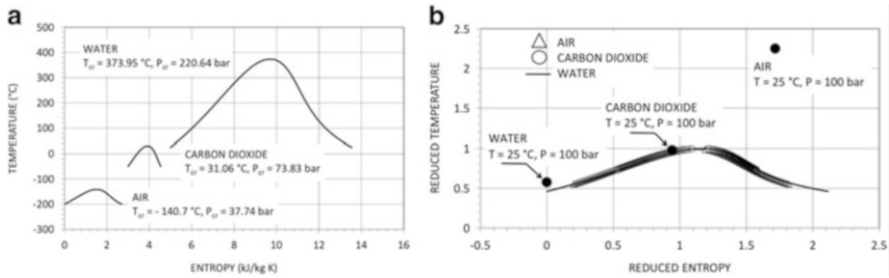 a
500
400
300
200
100
0
-100
-200
-300
TEMPERATURE (°C)
WATER
Tcr = 373.95 °C, Pcr = 220.64 bar
CARBON DIOXIDE
Tcr = 31.06 °C, Pcr = 73.83 bar
AIR
Tcr = - 140.7 °C, Pcr = 37.74 bar
0 2 4 6 8 10 12 14 16
ENTROPY (kJ/kg K)
b
2.5
2
1.5
1
0.5
0
REDUCED TEMPERATURE
AIR
CARBON DIOXIDE
WATER
AIR
T = 25 °C, P = 100 bar
CARBON DIOXIDE
T = 25 °C, P = 100 bar
WATER
T = 25 °C, P = 100 bar
-0.5 0 0.5 1 1.5 2 2.5
REDUCED ENTROPY